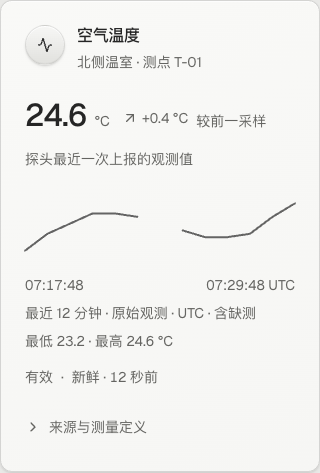 空气温度
北侧温室 · 测点 T-01
24.6 °C ↗ +0.4 °C 较前一采样
探头最近一次上报的观测值
07:17:48 07:29:48 UTC
最近 12 分钟 · 原始观测 · UTC · 含缺测
最低 23.2 · 最高 24.6 °C
有效 · 新鲜 · 12 秒前
来源与测量定义